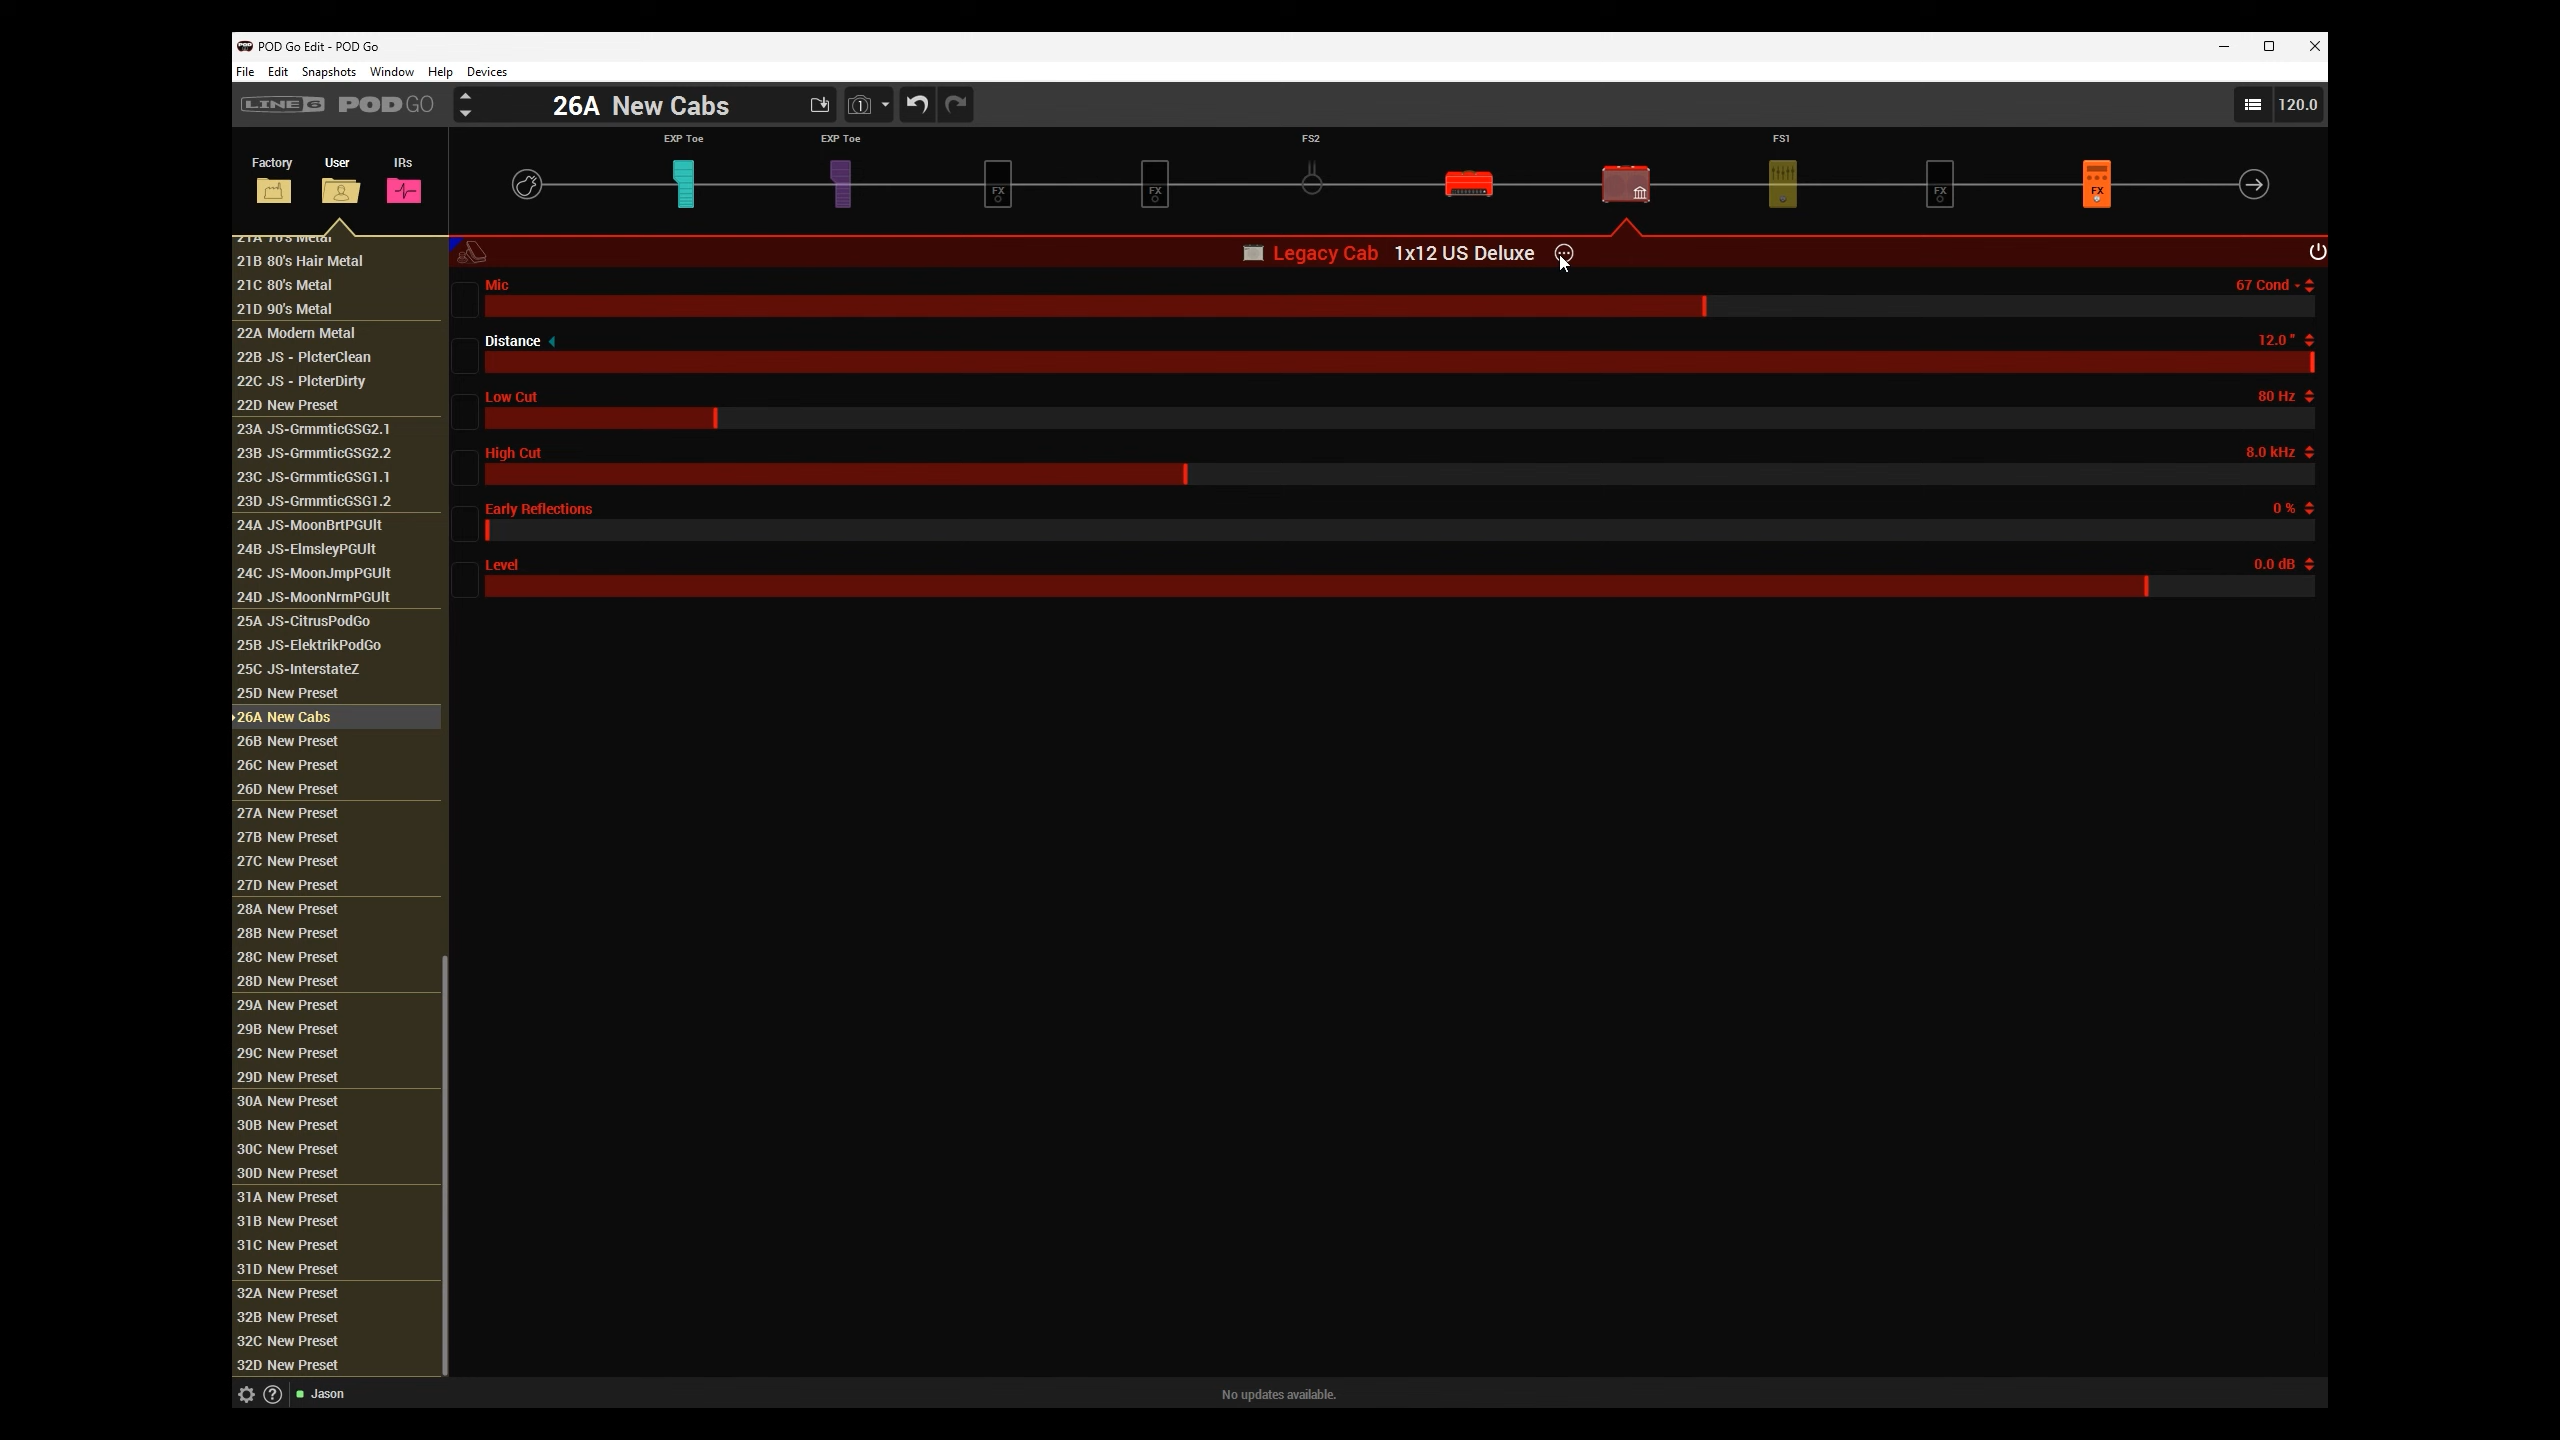 POD Go Edit - POD Go
File Edit Snapshots Window Help Devices
LINE 6 POD GO 26A New Cabs 1 120.0
EXP Toe EXP Toe FS2 FS1
Factory User IRs
FX FX FX FX
21A 70's Metal
21B 80's Hair Metal
21C 80's Metal
21D 90's Metal
22A Modern Metal
22B JS - PlcterClean
22C JS - PlcterDirty
22D New Preset
23A JS-GrmmticGSG2.1
23B JS-GrmmticGSG2.2
23C JS-GrmmticGSG1.1
23D JS-GrmmticGSG1.2
24A JS-MoonBrtPGUlt
24B JS-ElmsleyPGUlt
24C JS-MoonJmpPGUlt
24D JS-MoonNrmPGUlt
25A JS-CitrusPodGo
25B JS-ElektrikPodGo
25C JS-InterstateZ
25D New Preset
26A New Cabs
26B New Preset
26C New Preset
26D New Preset
27A New Preset
27B New Preset
27C New Preset
27D New Preset
28A New Preset
28B New Preset
28C New Preset
28D New Preset
29A New Preset
29B New Preset
29C New Preset
29D New Preset
30A New Preset
30B New Preset
30C New Preset
30D New Preset
31A New Preset
31B New Preset
31C New Preset
31D New Preset
32A New Preset
32B New Preset
32C New Preset
32D New Preset
Legacy Cab 1x12 US Deluxe
Mic 67 Cond
Distance 12.0 "
Low Cut 80 Hz
High Cut 8.0 kHz
Early Reflections 0 %
Level 0.0 dB
? Jason No updates available.